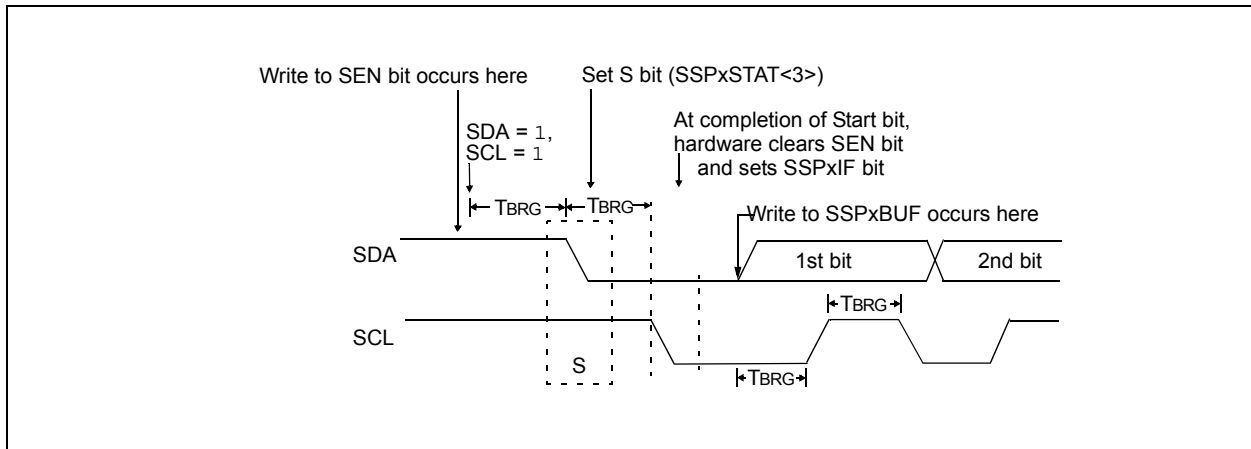 Write to SEN bit occurs here
Set S bit (SSPxSTAT<3>)
SDA = 1,
SCL = 1
At completion of Start bit,
hardware clears SEN bit
and sets SSPxIF bit
TBRG
TBRG
Write to SSPxBUF occurs here
SDA
1st bit
2nd bit
TBRG
SCL
S
TBRG